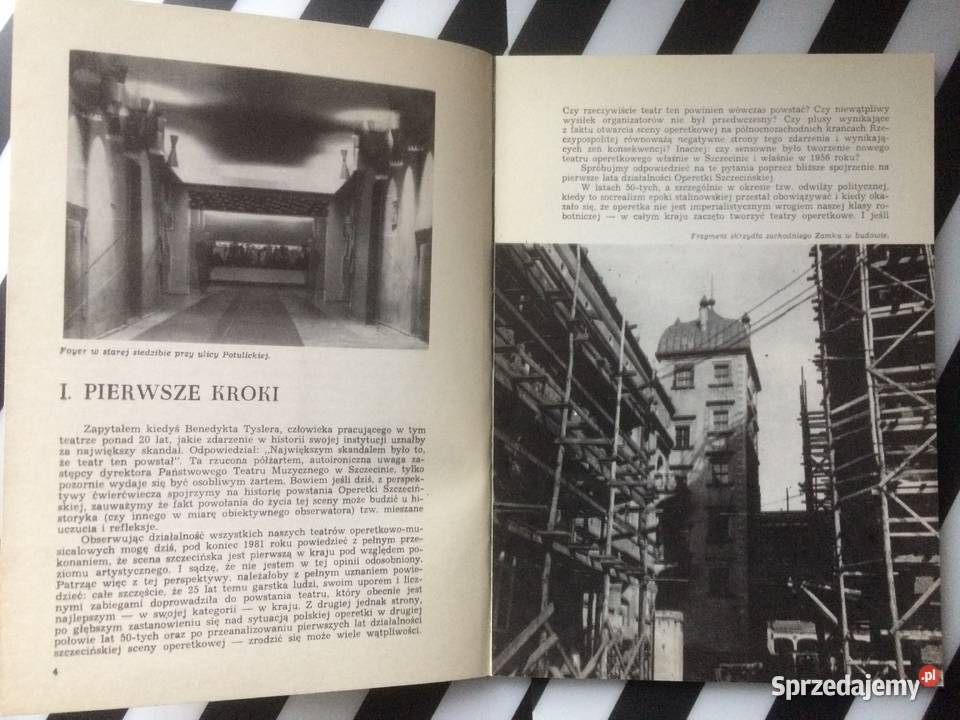 Foyer w starej siedzibie przy ulicy Potulickiej.
I. PIERWSZE KROKI
Zapytałem kiedyś Benedykta Tyslera, człowieka pracującego w tym
teatrze ponad 20 lat, jakie zdarzenie w historii swojej instytucji uznałby
za największy skandal. Odpowiedział: „Największym skandalem było to,
że teatr ten powstał". Ta rzucona półżartem, autoironiczna uwaga za-
stępcy dyrektora Państwowego Teatru Muzycznego w Szczecinie, tylko
pozornie wydaje się być osobliwym żartem. Bowiem jeśli dziś, z perspek-
tywy ćwierćwiecza spojrzymy na historię powstania Operetki Szczeciń-
skiej, zauważymy że fakt powołania do życia tej sceny może budzić u hi-
storyka (czy innego w miarę obiektywnego obserwatora) tzw. mieszane
uczucia i refleksje.
Obserwując działalność wszystkich naszych teatrów operetkowo-mu-
sicalowych mogę dziś, pod koniec 1981 roku powiedzieć z pełnym prze-
konaniem, że scena szczecińska jest pierwszą w kraju pod względem po-
ziomu artystycznego. I sądzę, że nie jestem w tej opinii odosobniony.
Patrząc więc z tej perspektywy, należałoby z pełnym uznaniem powie-
dzieć: całe szczęście, że 25 lat temu garstka ludzi, swoim uporem i licz-
nymi zabiegami doprowadziła do powstania teatru, który obecnie jest
najlepszym — w swojej kategorii — w kraju. Z drugiej jednak strony,
po głębszym zastanowieniu się nad sytuacją polskiej operetki w drugiej
połowie lat 50-tych oraz po przeanalizowaniu pierwszych lat działalności
szczecińskiej sceny operetkowej — zrodzić się może wiele wątpliwości.
4
Czy rzeczywiście teatr ten powinien wówczas powstać? Czy niewątpliwy
wysiłek organizatorów nie był przedwczesny? Czy plusy wynikające
z faktu otwarcia sceny operetkowej na północnozachodnich krańcach Rze-
czypospolitej równoważą negatywne strony tego zdarzenia i wynikają-
cych zeń konsekwencji? Inaczej: czy sensowne było tworzenie nowego
teatru operetkowego właśnie w Szczecinie i właśnie w 1956 roku?
Spróbujmy odpowiedzieć na te pytania poprzez bliższe spojrzenie na
pierwsze lata działalności Operetki Szczecińskiej.
W latach 50-tych, a szczególnie w okresie tzw. odwilży politycznej,
kiedy to socrealizm epoki stalinowskiej przestał obowiązywać i kiedy oka-
zało się, że operetka nie jest imperialistycznym wrogiem naszej klasy ro-
botniczej — w całym kraju zaczęto tworzyć teatry operetkowe. I jeśli
Fragment skrzydła zachodniego Zamku w budowie.
Sprzedajemy.pl